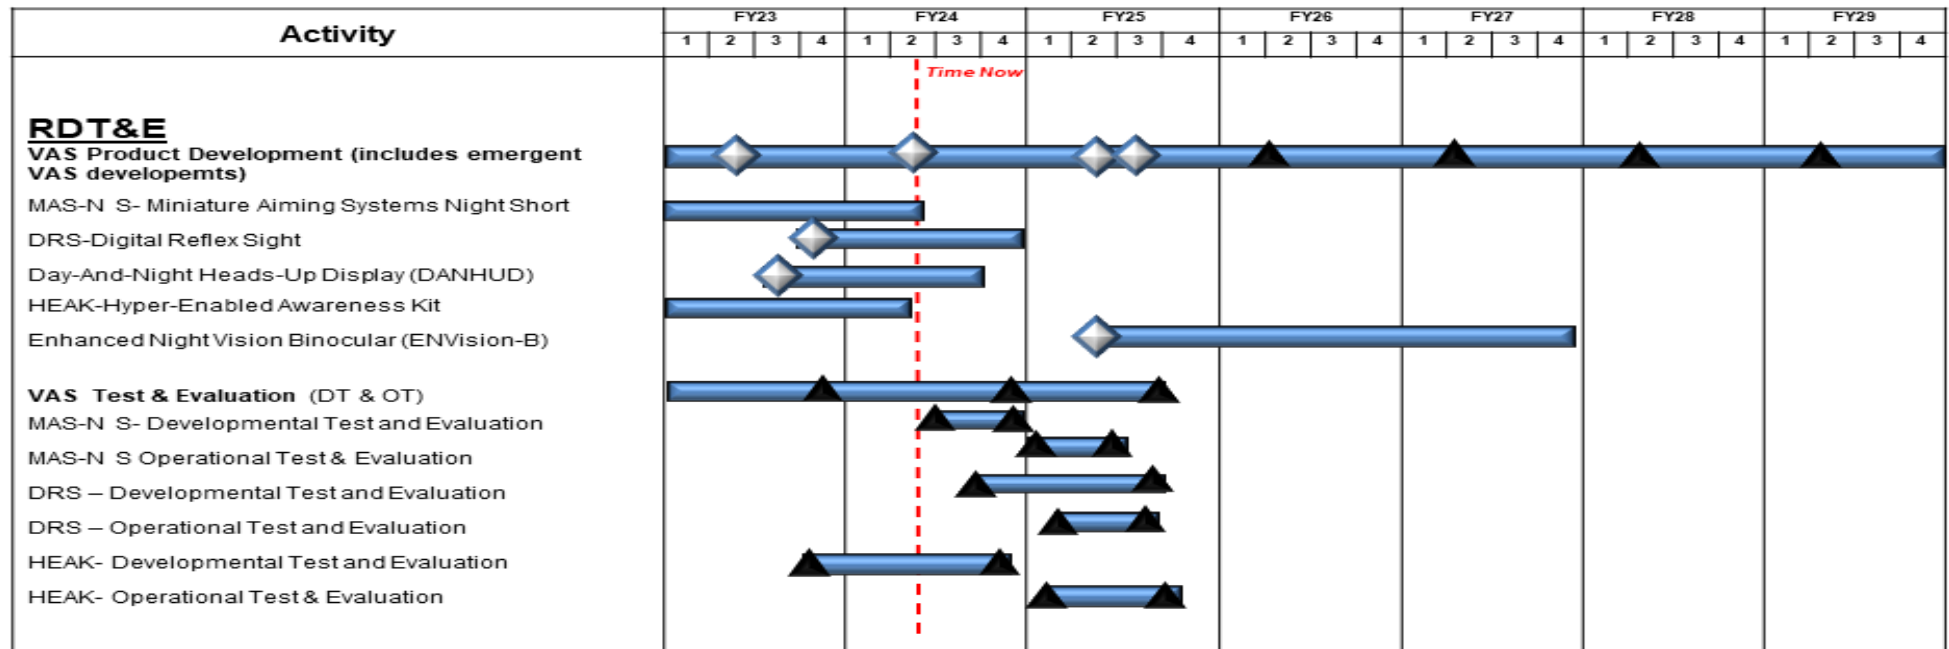 Activity
FY23 FY24 FY25 FY26 FY27 FY28 FY29
1 2 3 4 1 2 3 4 1 2 3 4 1 2 3 4 1 2 3 4 1 2 3 4 1 2 3 4
Time Now
RDT&E
VAS Product Development (includes emergent
VAS developemts)
MAS-N S- Miniature Aiming Systems Night Short
DRS-Digital Reflex Sight
Day-And-Night Heads-Up Display (DANHUD)
HEAK-Hyper-Enabled Awareness Kit
Enhanced Night Vision Binocular (ENVision-B)
VAS Test & Evaluation (DT & OT)
MAS-N S- Developmental Test and Evaluation
MAS-N S Operational Test & Evaluation
DRS – Developmental Test and Evaluation
DRS – Operational Test and Evaluation
HEAK- Developmental Test and Evaluation
HEAK- Operational Test & Evaluation